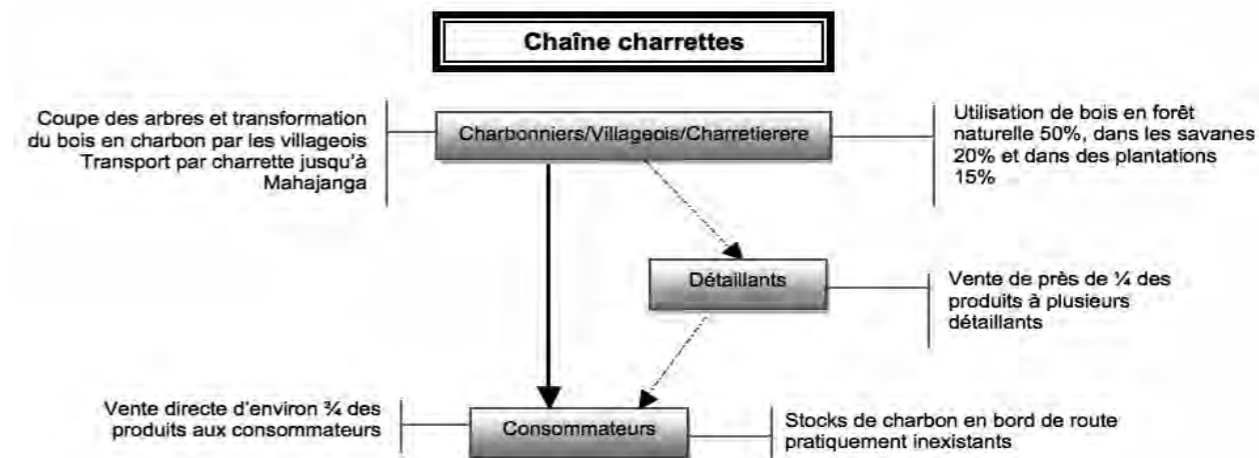 Chaîne charrettes
Coupe des arbres et transformation
du bois en charbon par les villageois
Transport par charrette jusqu'à
Mahajanga
Charbonniers/Villageois/Charretierere
Utilisation de bois en forêt
naturelle 50%, dans les savanes
20% et dans des plantations
15%
Détaillants
Vente de près de ¼ des
produits à plusieurs
détaillants
Vente directe d'environ ¾ des
produits aux consommateurs
Consommateurs
Stocks de charbon en bord de route
pratiquement inexistants